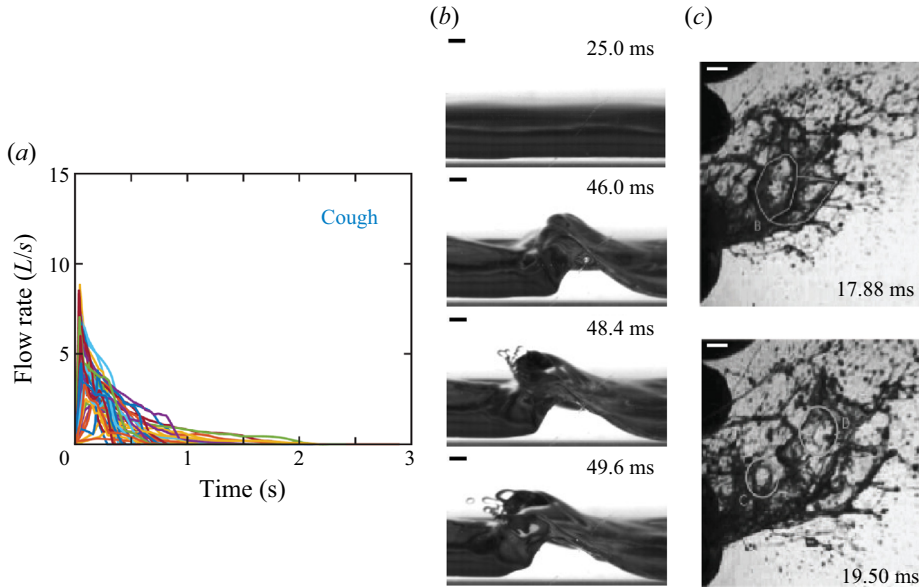 (a)
15
10
5
0
0
1
2
3
Flow rate (L/s)
Time (s)
Cough
(b)
25.0 ms
46.0 ms
48.4 ms
49.6 ms
(c)
B
17.88 ms
D
C
19.50 ms